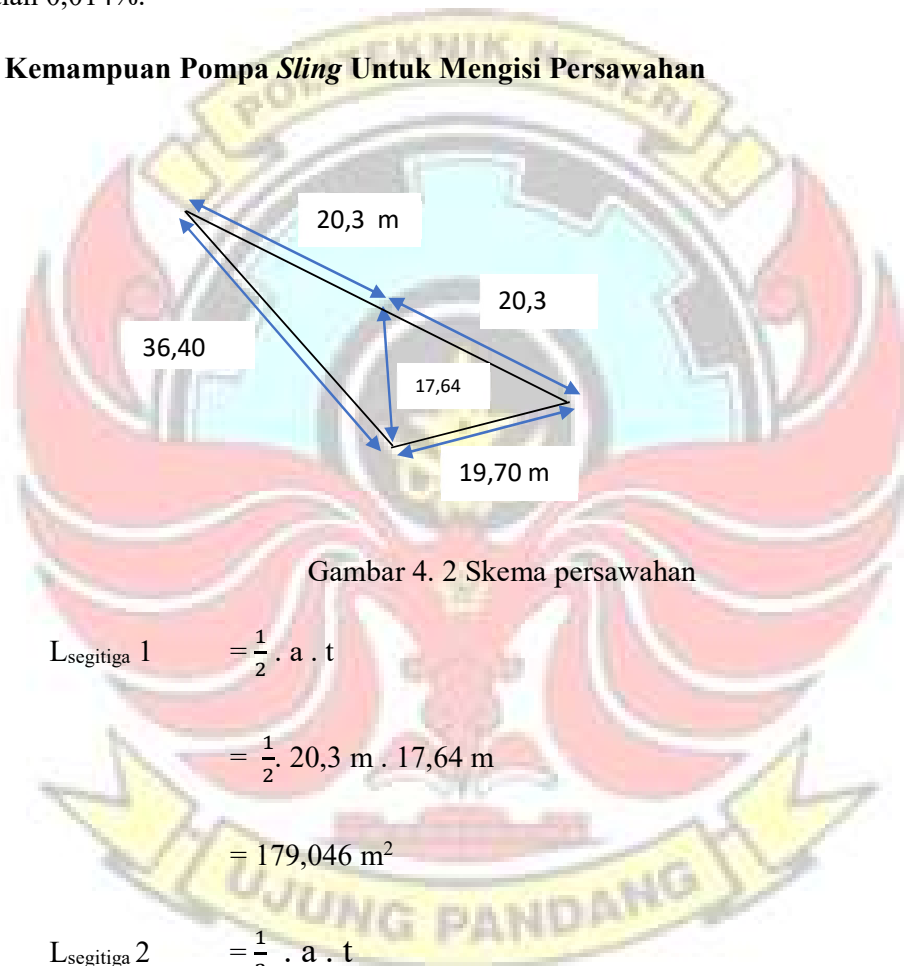 0,014%.
Kemampuan Pompa Sling Untuk Mengisi Persawahan
POLITEKNIK NEGERI
20,3 m
20,3
36,40
17,64
19,70 m
Gambar 4. 2 Skema persawahan
Lsegitiga 1 = 1/2 . a . t
= 1/2. 20,3 m . 17,64 m
= 179,046 m²
UJUNG PANDANG
Lsegitiga 2 = 1/2 . a . t